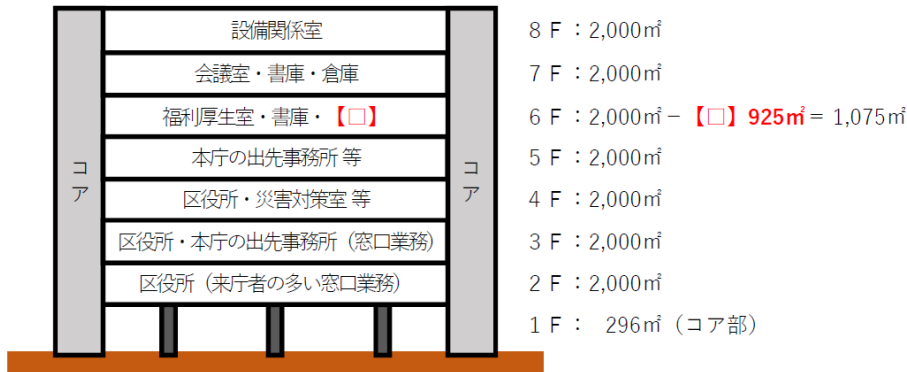 設備関係室
8F：2,000㎡
会議室・書庫・倉庫
7F：2,000㎡
福利厚生室・書庫・【□】
6F：2,000㎡－【□】925㎡＝1,075㎡
本庁の出先事務所 等
5F：2,000㎡
コア
コア
区役所・災害対策室 等
4F：2,000㎡
区役所・本庁の出先事務所（窓口業務）
3F：2,000㎡
区役所（来庁者の多い窓口業務）
2F：2,000㎡
1F： 296㎡（コア部）